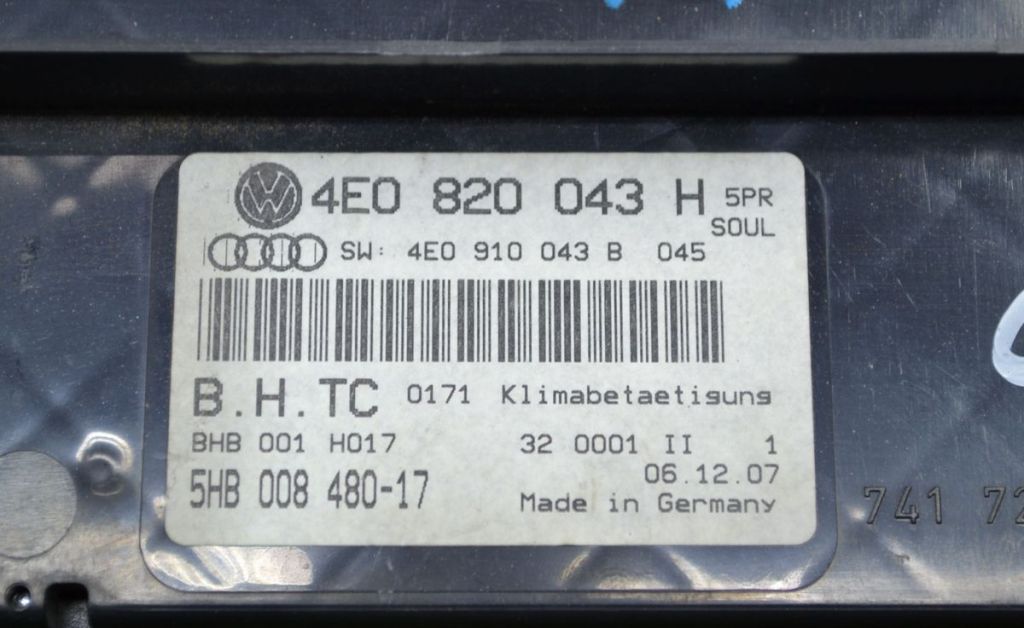 4E0 820 043 H 5PR
SOUL
SW: 4E0 910 043 B 045
B.H.TC 0171 Klimabetaetigung
BHB 001 H017 32 0001 II 1
06.12.07
5HB 008 480-17 Made in Germany
741 72